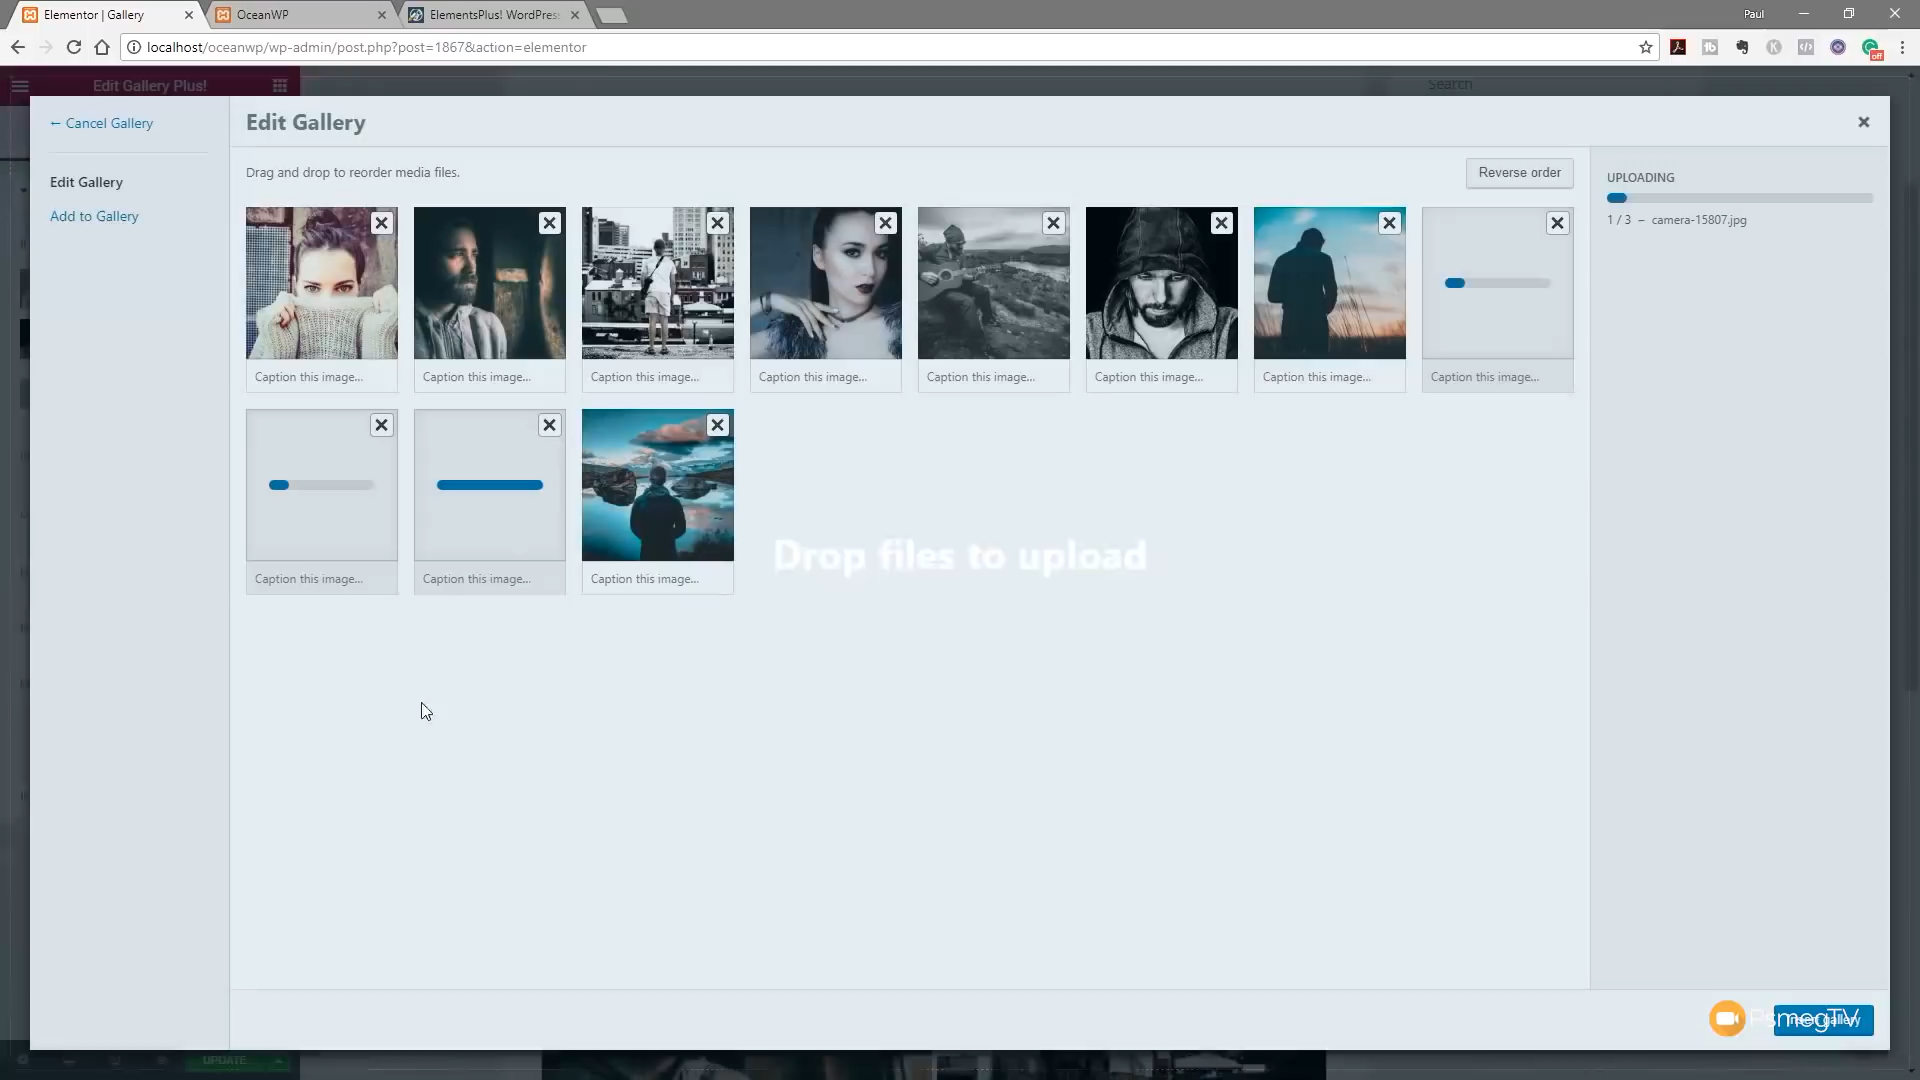 Elementor | Gallery
OceanWP
ElementsPlus! WordPres
Paul
localhost/oceanwp/wp-admin/post.php?post=1867&action=elementor
off
Edit Gallery Plus!
Search
← Cancel Gallery
Edit Gallery
Drag and drop to reorder media files.
Reverse order
UPLOADING
1 / 3 – camera-15807.jpg
Edit Gallery
Add to Gallery
Caption this image...
Caption this image...
Caption this image...
Caption this image...
Caption this image...
Caption this image...
Caption this image...
Caption this image...
Drop files to upload
Caption this image...
Caption this image...
Caption this image...
gallery
PsmegTV
UPDATE